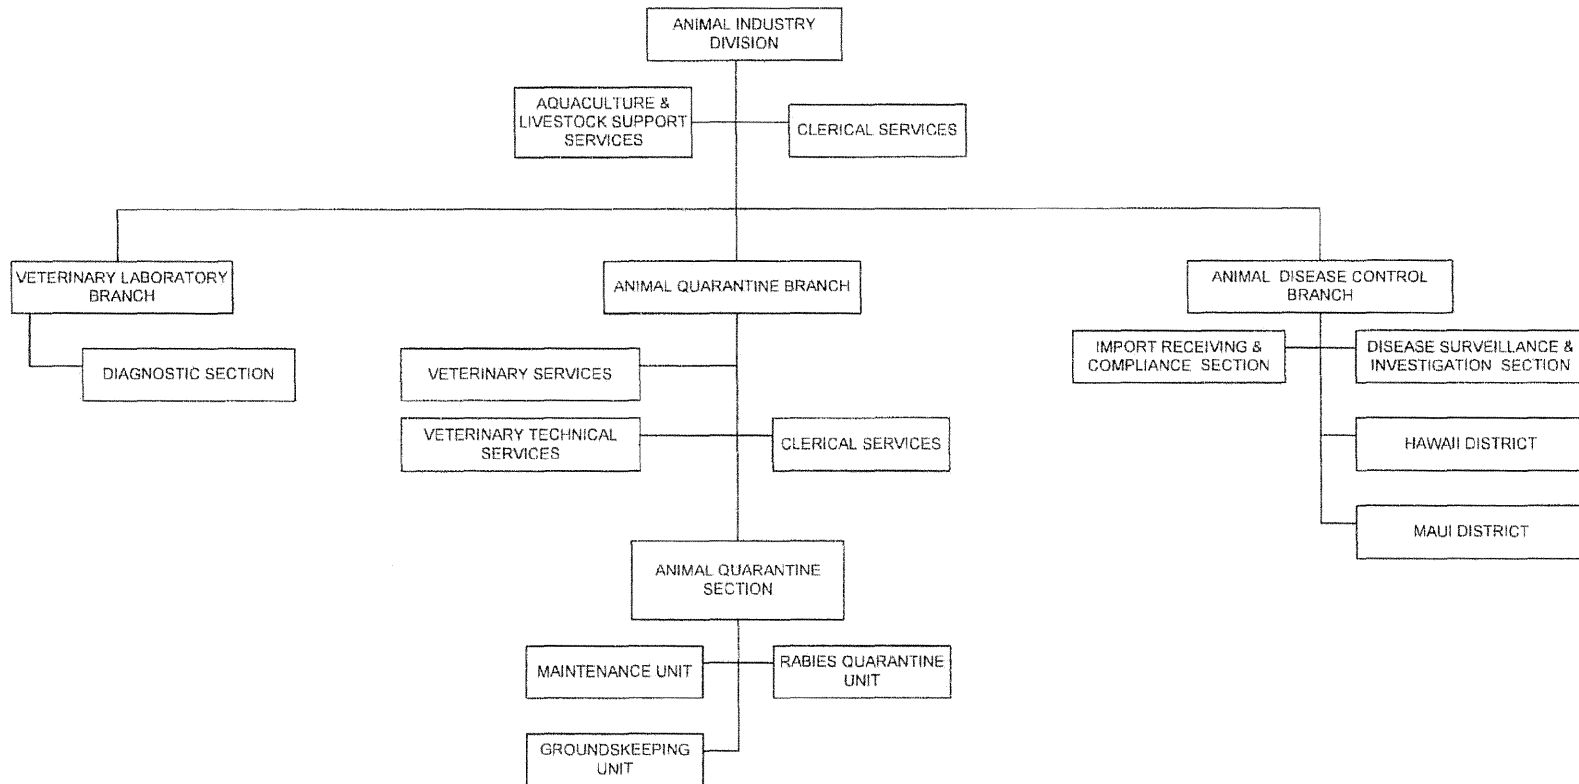 ANIMAL INDUSTRY
DIVISION
AQUACULTURE &
LIVESTOCK SUPPORT
SERVICES
CLERICAL SERVICES
VETERINARY LABORATORY
BRANCH
DIAGNOSTIC SECTION
ANIMAL QUARANTINE BRANCH
VETERINARY SERVICES
VETERINARY TECHNICAL
SERVICES
CLERICAL SERVICES
ANIMAL QUARANTINE
SECTION
MAINTENANCE UNIT
RABIES QUARANTINE
UNIT
GROUNDSKEEPING
UNIT
ANIMAL DISEASE CONTROL
BRANCH
IMPORT RECEIVING &
COMPLIANCE SECTION
DISEASE SURVEILLANCE &
INVESTIGATION SECTION
HAWAII DISTRICT
MAUI DISTRICT